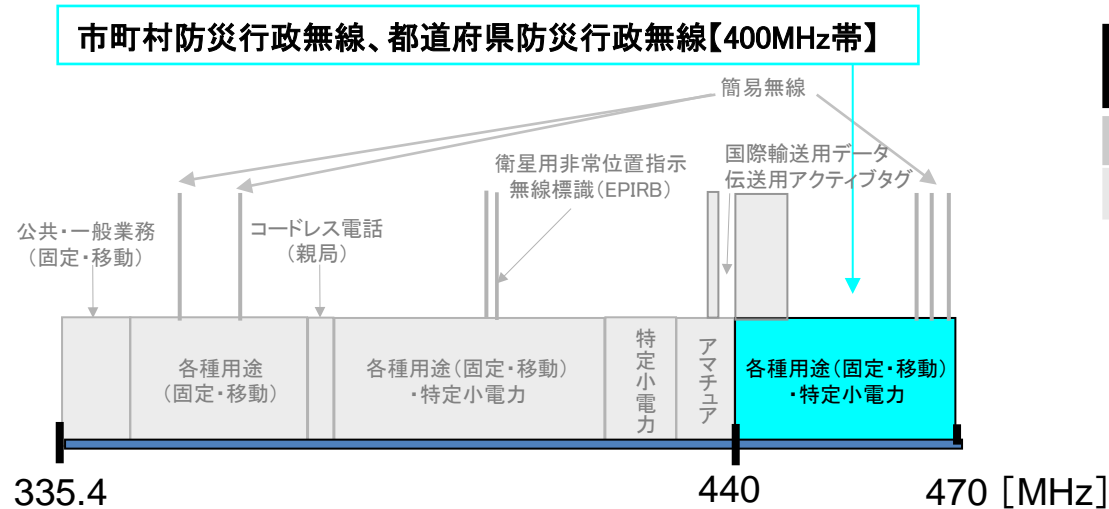 市町村防災行政無線、都道府県防災行政無線【400MHz帯】
簡易無線
国際輸送用データ
伝送用アクティブタグ
衛星用非常位置指示
無線標識(EPIRB)
公共・一般業務
(固定・移動)
コードレス電話
(親局)
各種用途
(固定・移動)
各種用途(固定・移動)
・特定小電力
特定小電力
アマチュア
各種用途(固定・移動)
・特定小電力
335.4
440
470 [MHz]